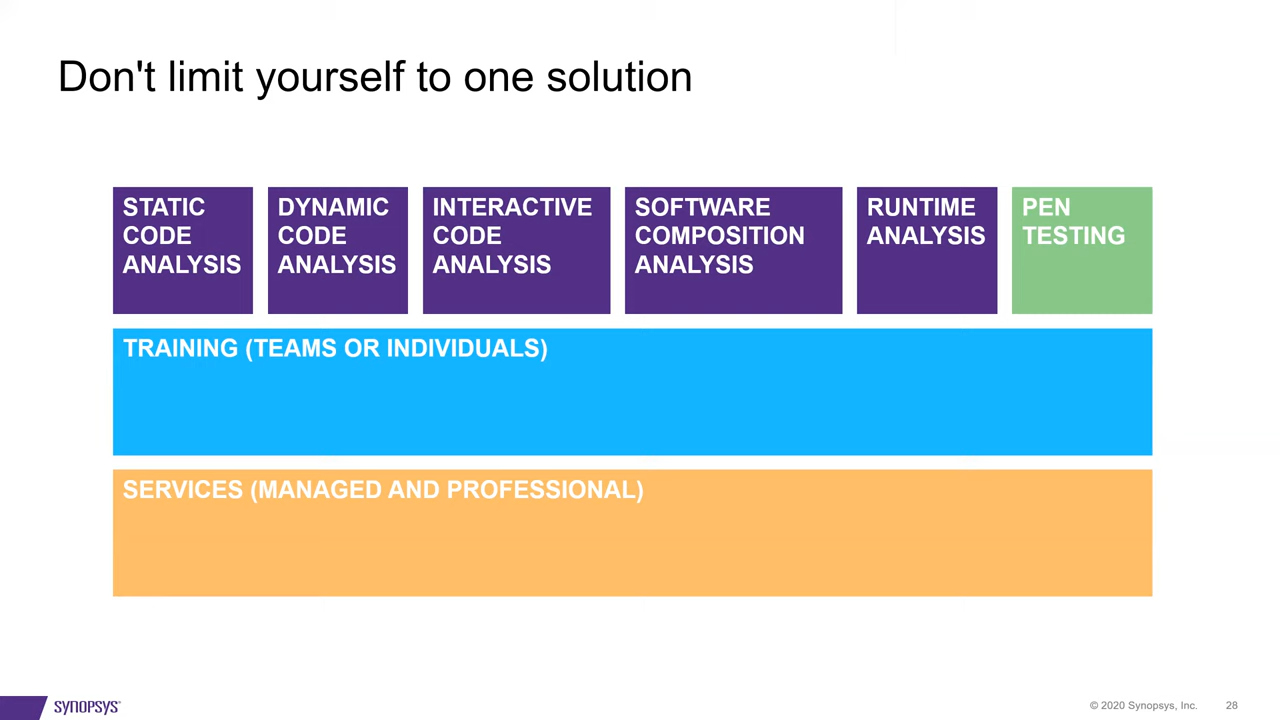 Don't limit yourself to one solution
STATIC
CODE
ANALYSIS
DYNAMIC
CODE
ANALYSIS
INTERACTIVE
CODE
ANALYSIS
SOFTWARE
COMPOSITION
ANALYSIS
RUNTIME
ANALYSIS
PEN
TESTING
TRAINING (TEAMS OR INDIVIDUALS)
SERVICES (MANAGED AND PROFESSIONAL)
SYNOPSYS®
© 2020 Synopsys, Inc.
28